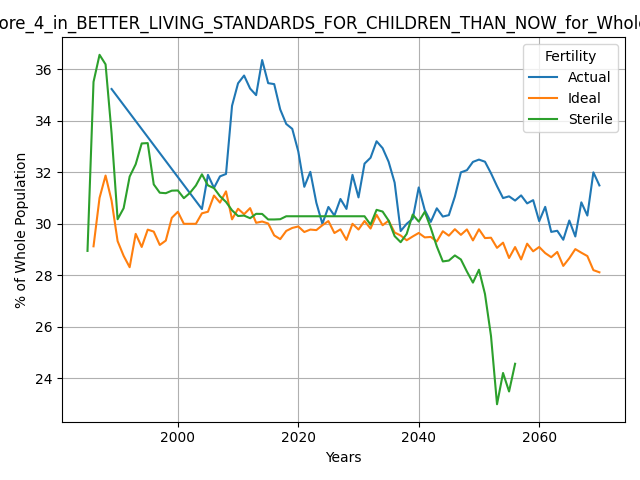 ore_4_in_BETTER_LIVING_STANDARDS_FOR_CHILDREN_THAN_NOW_for_Whole
Fertility
Actual
Ideal
Sterile
% of Whole Population
36
34
32
30
28
26
24
2000
2020
2040
2060
Years